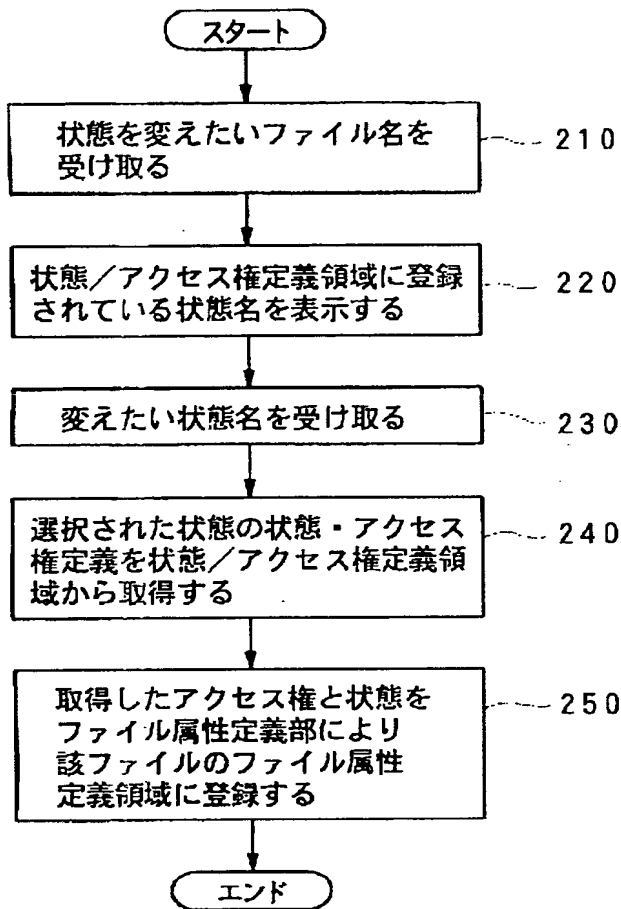 スタート
状態を変えたいファイル名を
受け取る
210
状態/アクセス権定義領域に登録
されている状態名を表示する
220
変えたい状態名を受け取る
230
選択された状態の状態・アクセス
権定義を状態/アクセス権定義領
域から取得する
240
取得したアクセス権と状態を
ファイル属性定義部により
該ファイルのファイル属性
定義領域に登録する
250
エンド